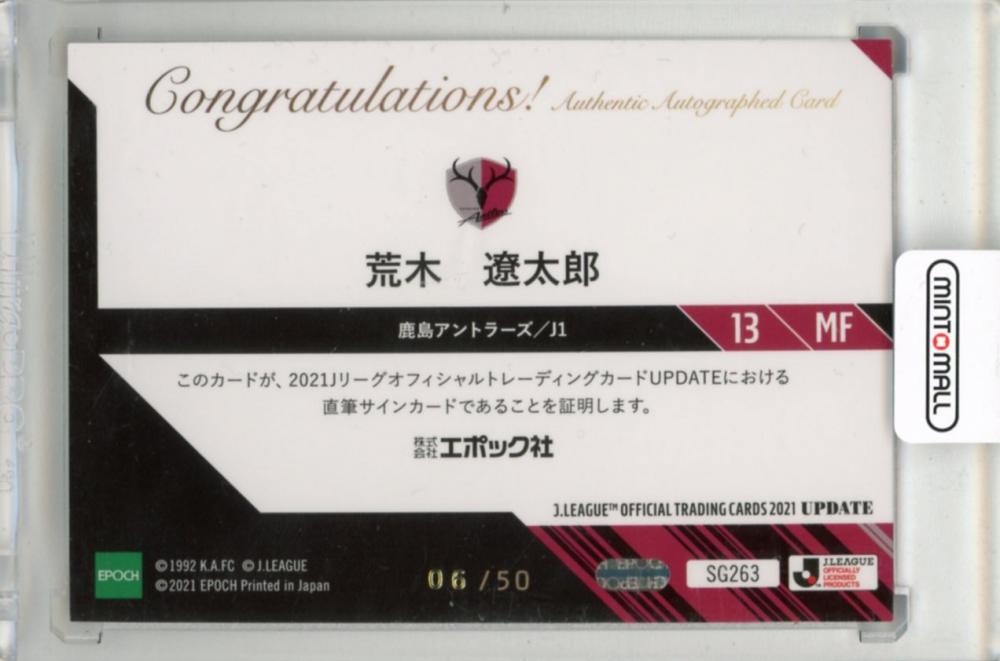 Congratulations! Authentic Autographed Card
荒木 遼太郎
鹿島アントラーズ/J1
13 MF
このカードが、2021JリーグオフィシャルトレーディングカードUPDATEにおける
直筆サインカードであることを証明します。
株式会社エポック社
J.LEAGUE™ OFFICIAL TRADING CARDS 2021 UPDATE
EPOCH
©1992 K.A.FC ©J.LEAGUE
©2021 EPOCH Printed in Japan
06/50
EPOCH
SG263
J.LEAGUE
OFFICIALLY
LICENSED
PRODUCTS
MINT MALL